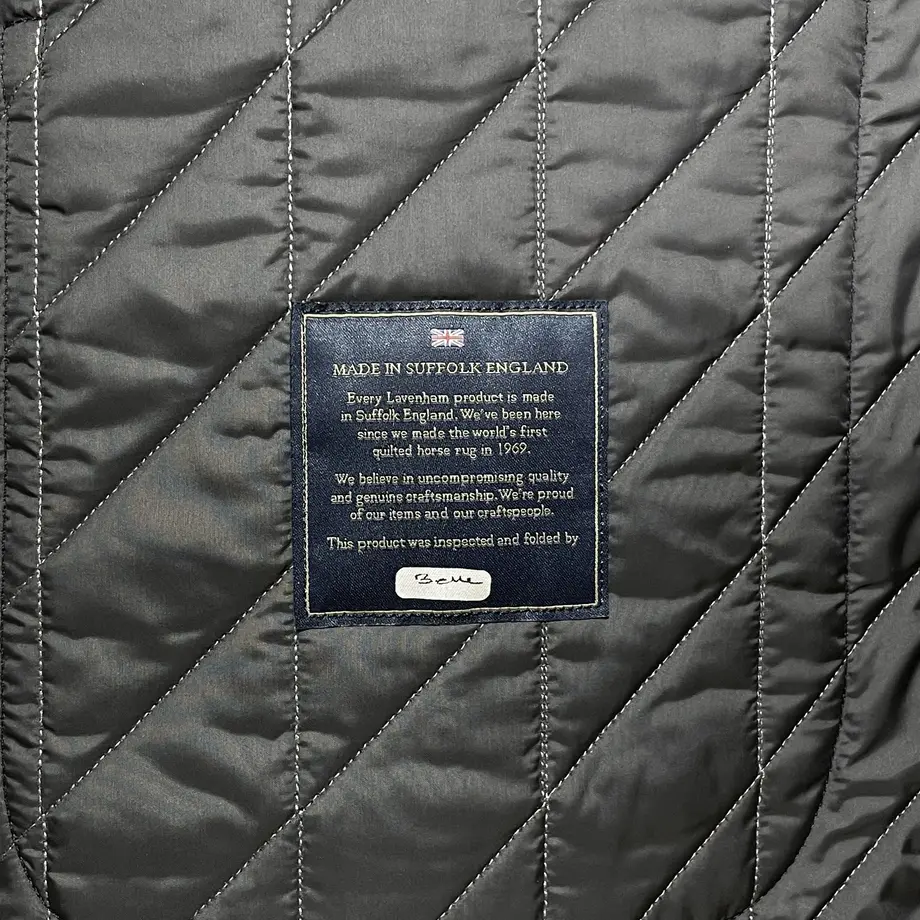 MADE IN SUFFOLK ENGLAND
Every Lavenham product is made
in Suffolk England. We've been here
since we made the world's first
quilted horse rug in 1969.
We believe in uncompromising quality
and genuine craftsmanship. We're proud
of our items and our craftspeople.
This product was inspected and folded by